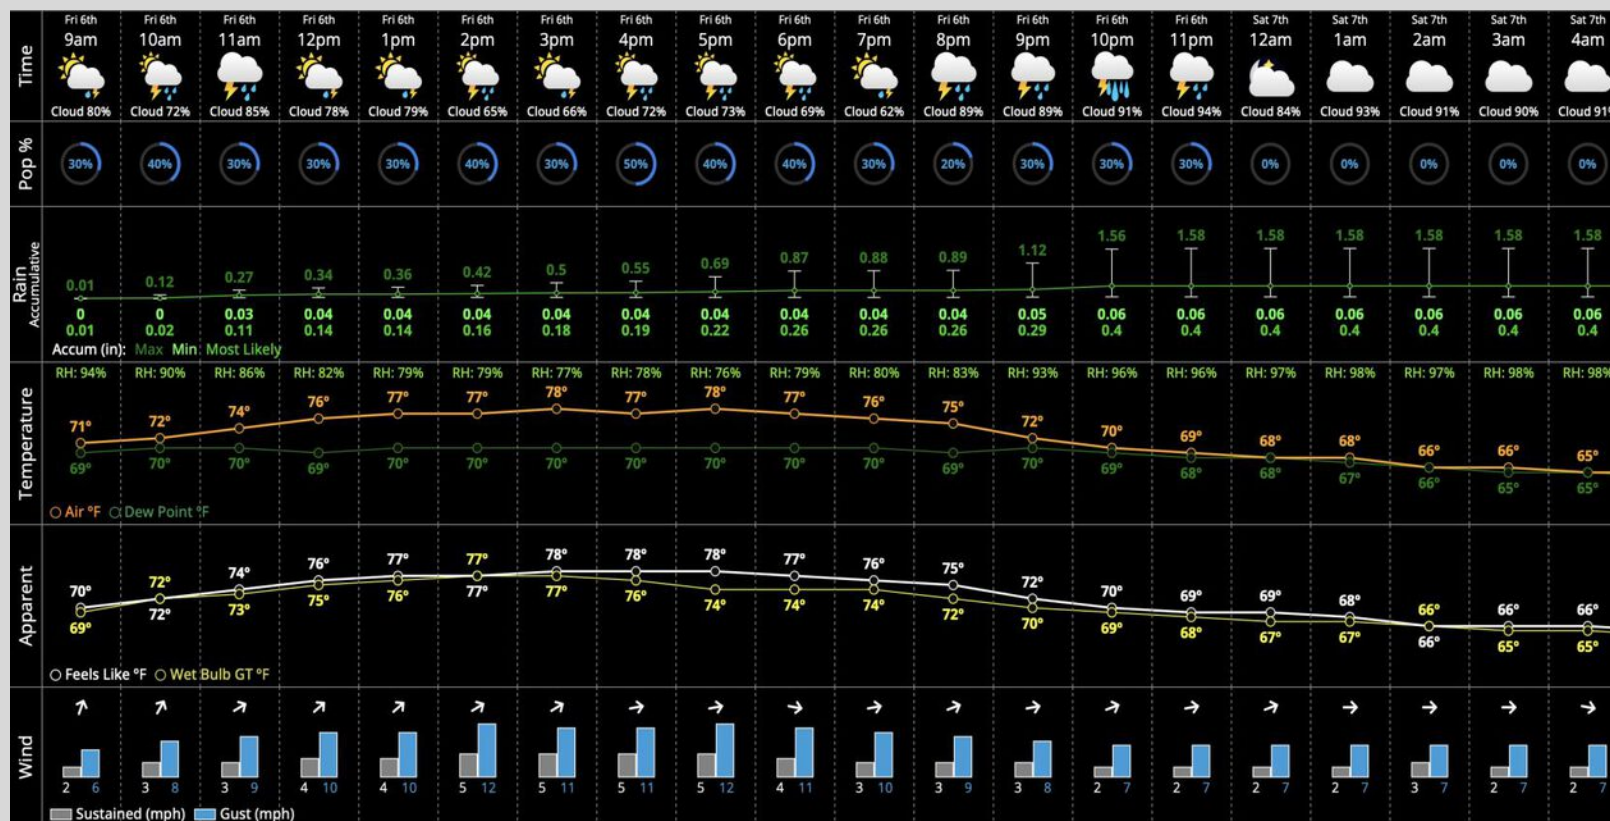 Fri 6th Fri 6th Fri 6th Fri 6th Fri 6th Fri 6th Fri 6th Fri 6th Fri 6th Fri 6th Fri 6th Fri 6th Fri 6th Fri 6th Fri 6th Sat 7th Sat 7th Sat 7th Sat 7th Sat 7th
Time
9am 10am 11am 12pm 1pm 2pm 3pm 4pm 5pm 6pm 7pm 8pm 9pm 10pm 11pm 12am 1am 2am 3am 4am
Cloud 80% Cloud 72% Cloud 85% Cloud 78% Cloud 79% Cloud 65% Cloud 66% Cloud 72% Cloud 73% Cloud 69% Cloud 62% Cloud 89% Cloud 89% Cloud 91% Cloud 94% Cloud 84% Cloud 93% Cloud 91% Cloud 90% Cloud 91%
Pop %
30% 40% 30% 30% 30% 40% 30% 50% 40% 40% 30% 20% 30% 30% 30% 0% 0% 0% 0% 0%
Rain
Accumulative
0.01 0.12 0.27 0.34 0.36 0.42 0.5 0.55 0.69 0.87 0.88 0.89 1.12 1.56 1.58 1.58 1.58 1.58 1.58 1.58
0 0 0.03 0.04 0.04 0.04 0.04 0.04 0.04 0.04 0.04 0.04 0.05 0.06 0.06 0.06 0.06 0.06 0.06 0.06
0.01 0.02 0.11 0.14 0.14 0.16 0.18 0.19 0.22 0.26 0.26 0.26 0.29 0.4 0.4 0.4 0.4 0.4 0.4 0.4
Accum (in): Max Min Most Likely
Temperature
RH: 94% RH: 90% RH: 86% RH: 82% RH: 79% RH: 79% RH: 77% RH: 78% RH: 76% RH: 79% RH: 80% RH: 83% RH: 93% RH: 96% RH: 96% RH: 97% RH: 98% RH: 97% RH: 98% RH: 98%
71° 72° 74° 76° 77° 77° 78° 77° 78° 77° 76° 75° 72° 70° 69° 68° 68° 66° 66° 65°
69° 70° 70° 69° 70° 70° 70° 70° 70° 70° 70° 69° 70° 69° 68° 68° 67° 66° 65° 65°
Air °F Dew Point °F
Apparent
70° 72° 74° 76° 77° 77° 78° 78° 78° 77° 76° 75° 72° 70° 69° 69° 68° 66° 66° 66°
69° 72° 73° 75° 76° 77° 77° 76° 74° 74° 74° 72° 70° 69° 68° 67° 67° 66° 65° 65°
Feels Like °F Wet Bulb GT °F
Wind
2 6 3 8 3 9 4 10 4 10 5 12 5 11 5 11 5 12 4 11 3 10 3 9 3 8 2 7 2 7 2 7 2 7 3 7 2 7 2 7
Sustained (mph) Gust (mph)